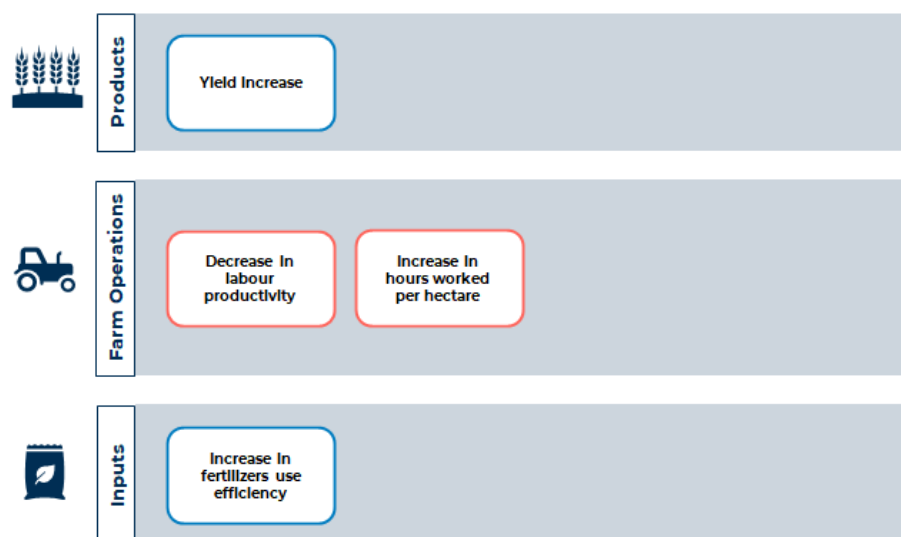 Products
Yield Increase
Farm Operations
Decrease in
labour
productivity
Increase in
hours worked
per hectare
Inputs
Increase in
fertilizers use
efficiency